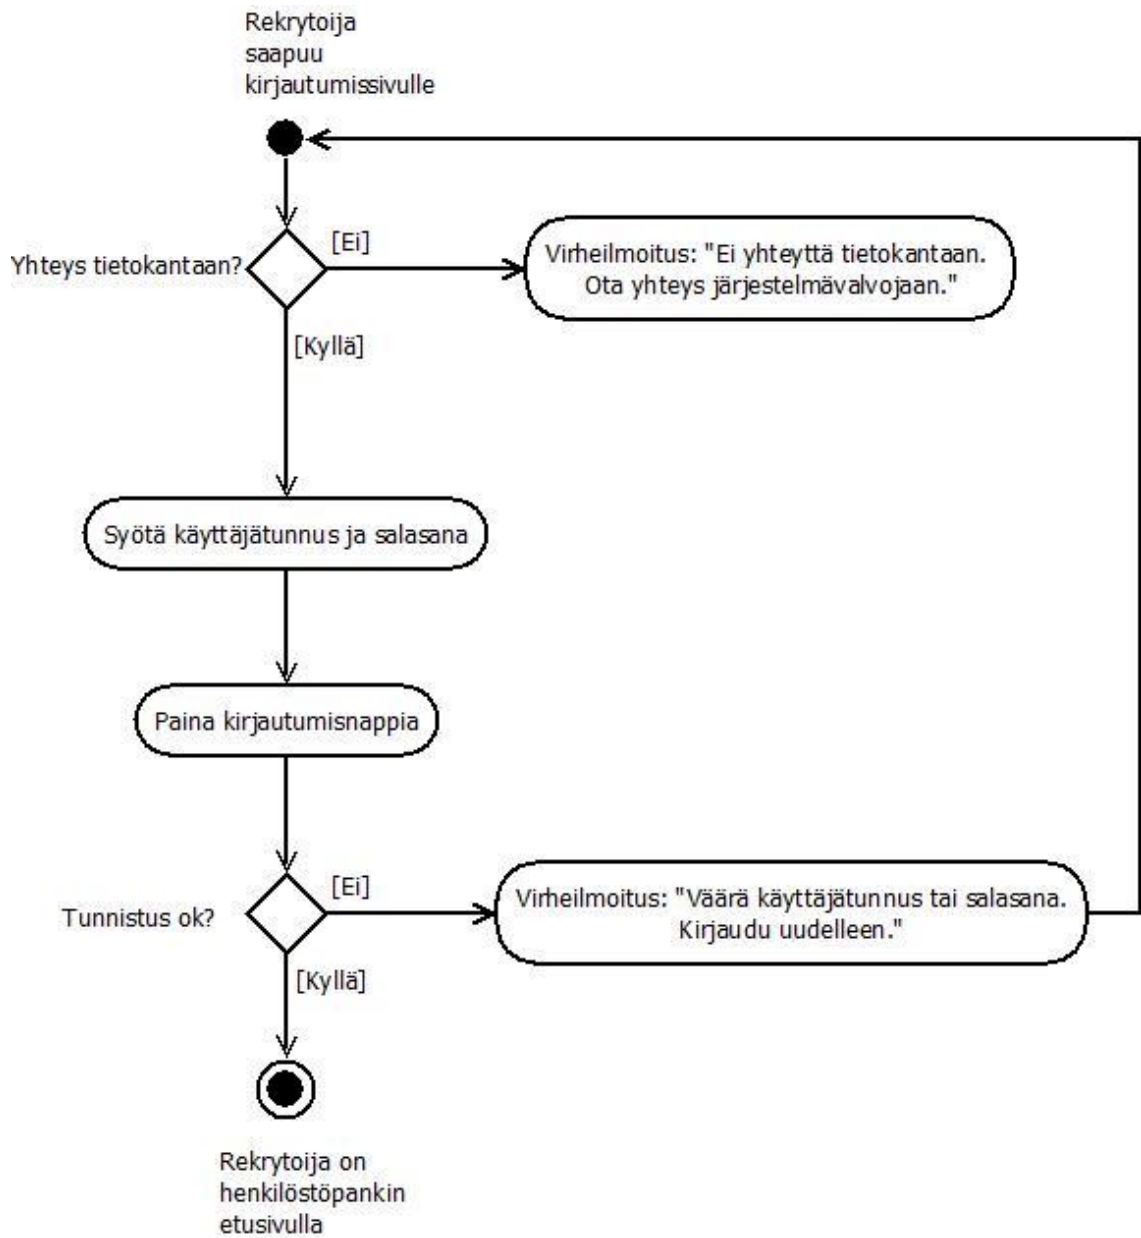 Rekrytoija
saapuu
kirjautumissivulle
Yhteys tietokantaan?
[Ei]
Virheilmoitus: "Ei yhteyttä tietokantaan.
Ota yhteys järjestelmävalvojaan."
[Kyllä]
Syötä käyttäjätunnus ja salasana
Paina kirjautumisnappia
Tunnistus ok?
[Ei]
Virheilmoitus: "Väärä käyttäjätunnus tai salasana.
Kirjaudu uudelleen."
[Kyllä]
Rekrytoija on
henkilöstöpankin
etusivulla